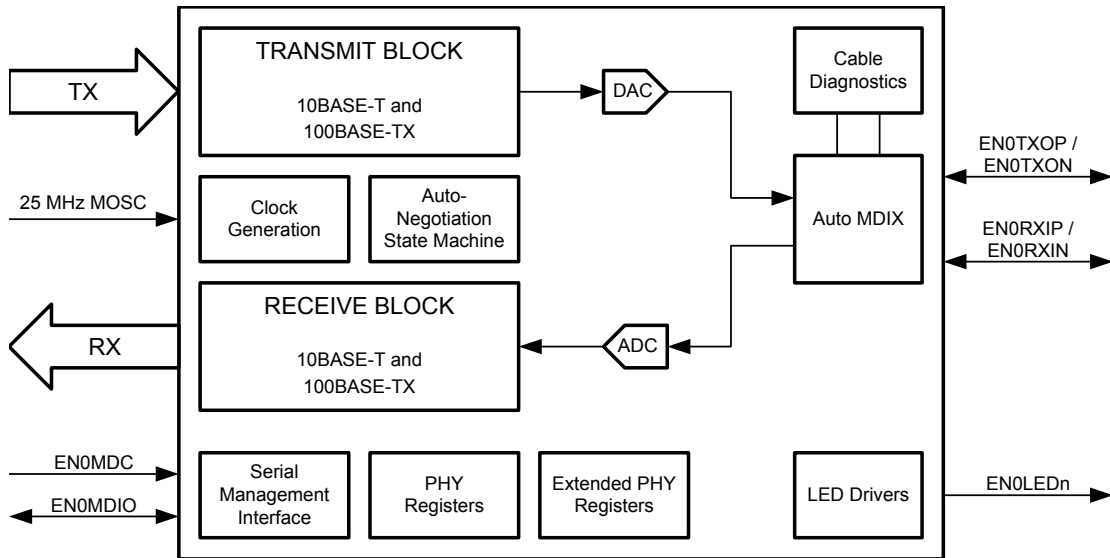 TRANSMIT BLOCK
10BASE-T and
100BASE-TX
TX
DAC
Cable
Diagnostics
EN0TXOP /
EN0TXON
25 MHz MOSC
Clock
Generation
Auto-
Negotiation
State Machine
Auto MDIX
EN0RXIP /
EN0RXIN
RECEIVE BLOCK
10BASE-T and
100BASE-TX
RX
ADC
EN0MDC
EN0MDIO
Serial
Management
Interface
PHY
Registers
Extended PHY
Registers
LED Drivers
EN0LEDn